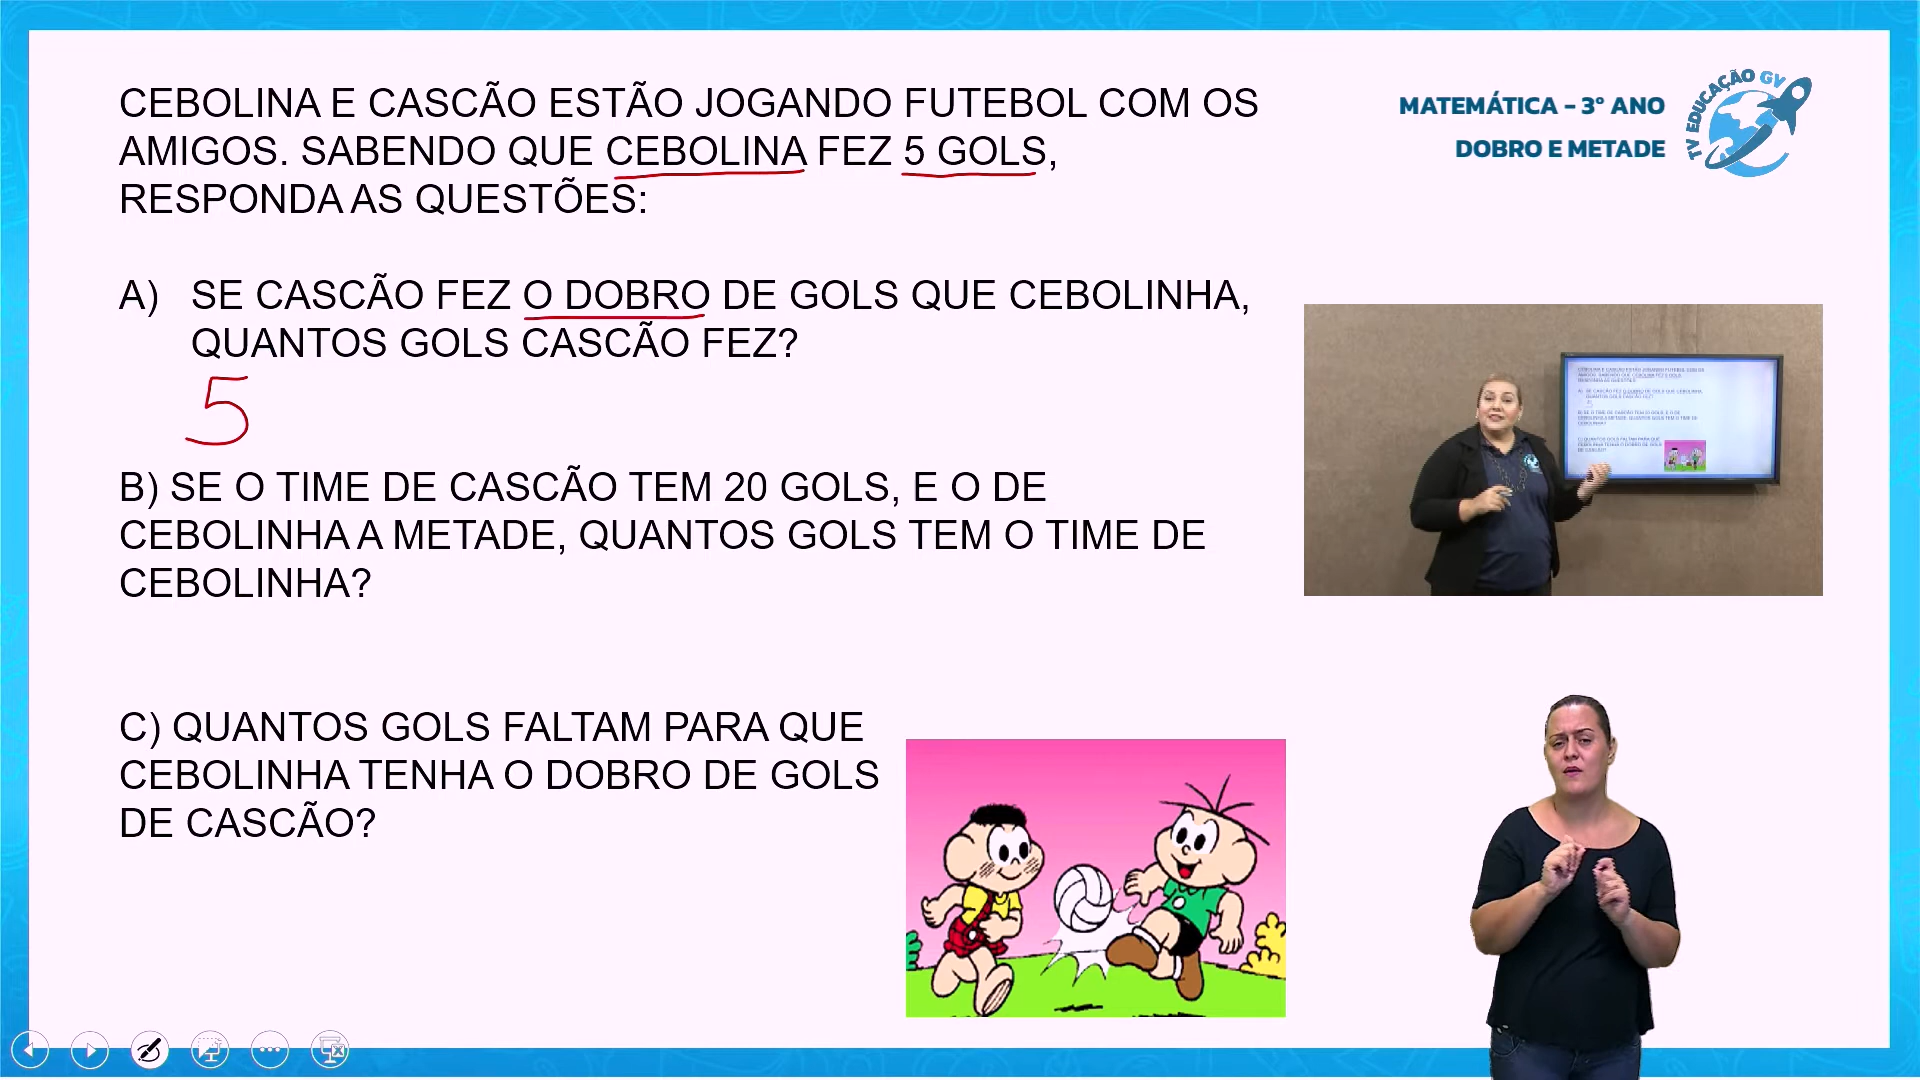 CEBOLINA E CASCÃO ESTÃO JOGANDO FUTEBOL COM OS
AMIGOS. SABENDO QUE CEBOLINA FEZ 5 GOLS,
RESPONDA AS QUESTÕES:
A) SE CASCÃO FEZ O DOBRO DE GOLS QUE CEBOLINHA,
QUANTOS GOLS CASCÃO FEZ?
5
B) SE O TIME DE CASCÃO TEM 20 GOLS, E O DE
CEBOLINHA A METADE, QUANTOS GOLS TEM O TIME DE
CEBOLINHA?
C) QUANTOS GOLS FALTAM PARA QUE
CEBOLINHA TENHA O DOBRO DE GOLS
DE CASCÃO?
MATEMÁTICA - 3° ANO
DOBRO E METADE
TV EDUCAÇÃO GV